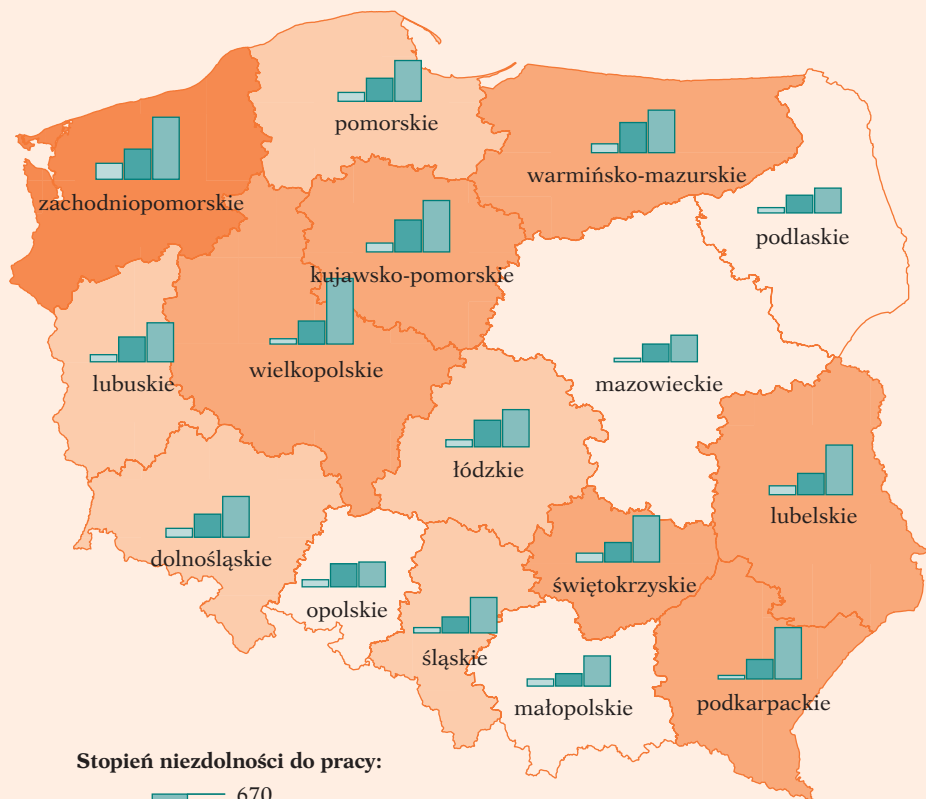 pomorskie
warmińsko-mazurskie
zachodniopomorskie
podlaskie
kujawsko-pomorskie
wielkopolskie
lubuskie
mazowieckie
łódzkie
lubelskie
dolnośląskie
świętokrzyskie
opolskie
śląskie
podkarpackie
małopolskie
Stopień niezdolności do pracy:
670